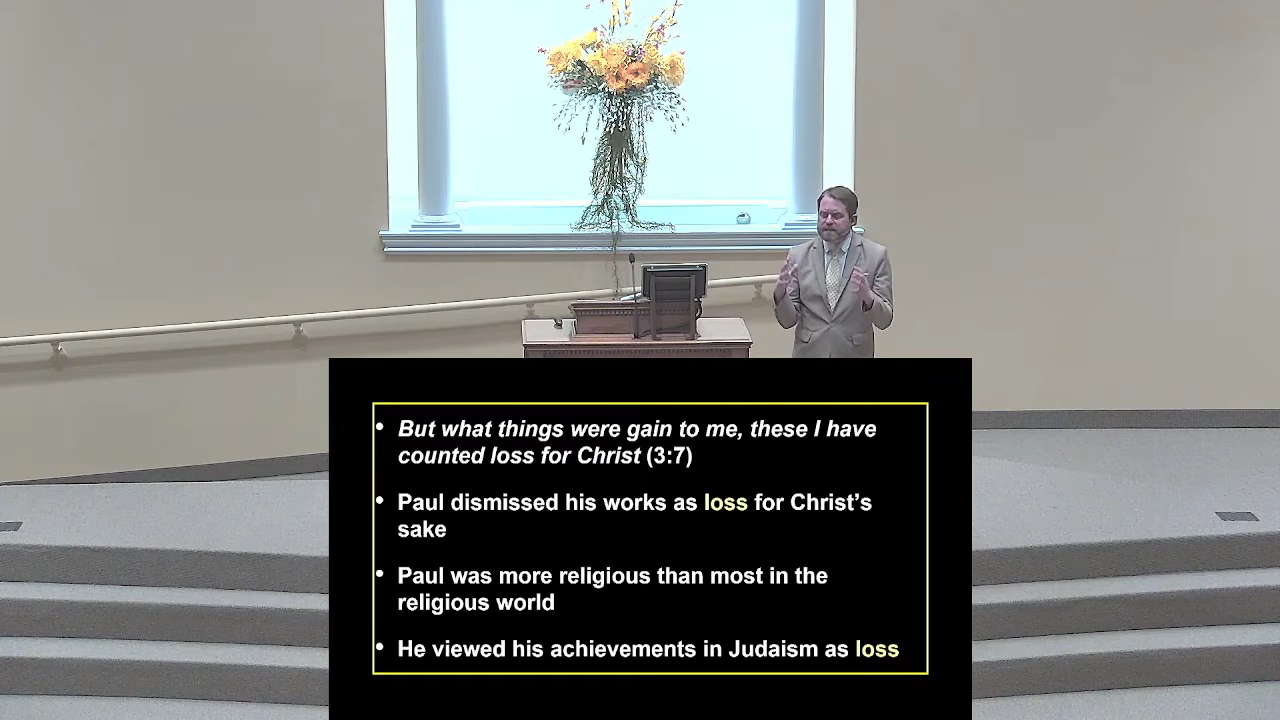 • But what things were gain to me, these I have
counted loss for Christ (3:7)
• Paul dismissed his works as loss for Christ’s
sake
• Paul was more religious than most in the
religious world
• He viewed his achievements in Judaism as loss